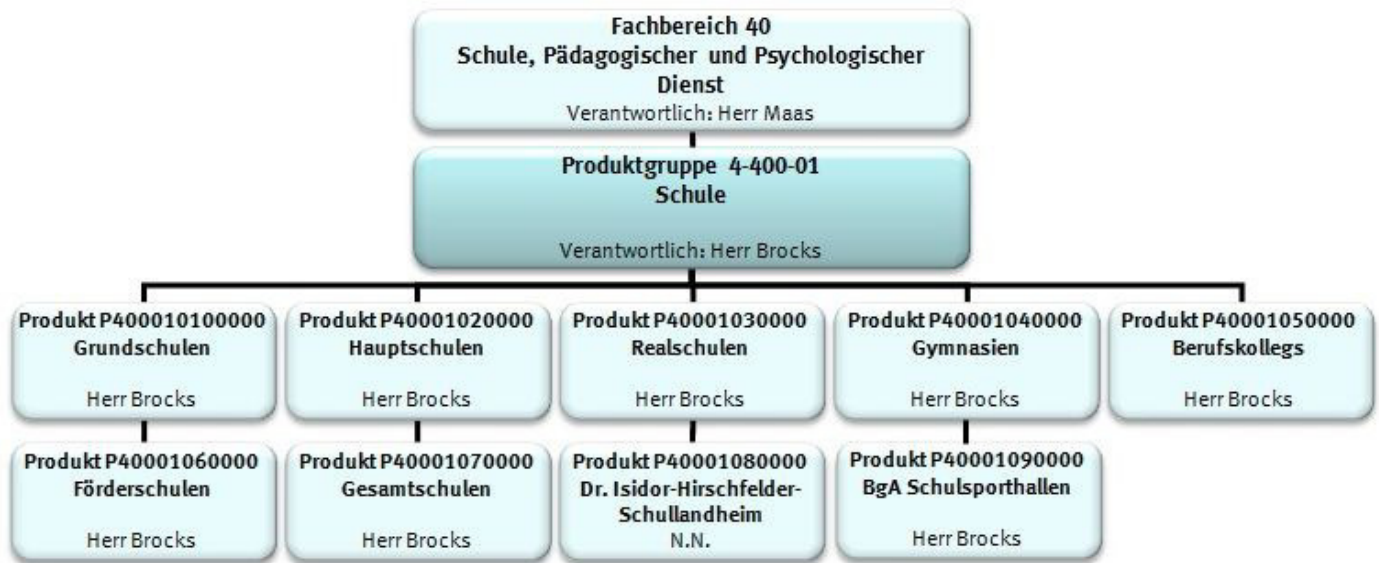 Fachbereich 40
Schule, Pädagogischer und Psychologischer
Dienst
Verantwortlich: Herr Maas
Produktgruppe 4-400-01
Schule
Verantwortlich: Herr Brocks
Produkt P400010100000
Grundschulen
Herr Brocks
Produkt P40001020000
Hauptschulen
Herr Brocks
Produkt P40001030000
Realschulen
Herr Brocks
Produkt P40001040000
Gymnasien
Herr Brocks
Produkt P40001050000
Berufskollegs
Herr Brocks
Produkt P40001060000
Förderschulen
Herr Brocks
Produkt P40001070000
Gesamtschulen
Herr Brocks
Produkt P40001080000
Dr. Isidor-Hirschfelder-
Schullandheim
N.N.
Produkt P40001090000
BgA Schulsporthallen
Herr Brocks